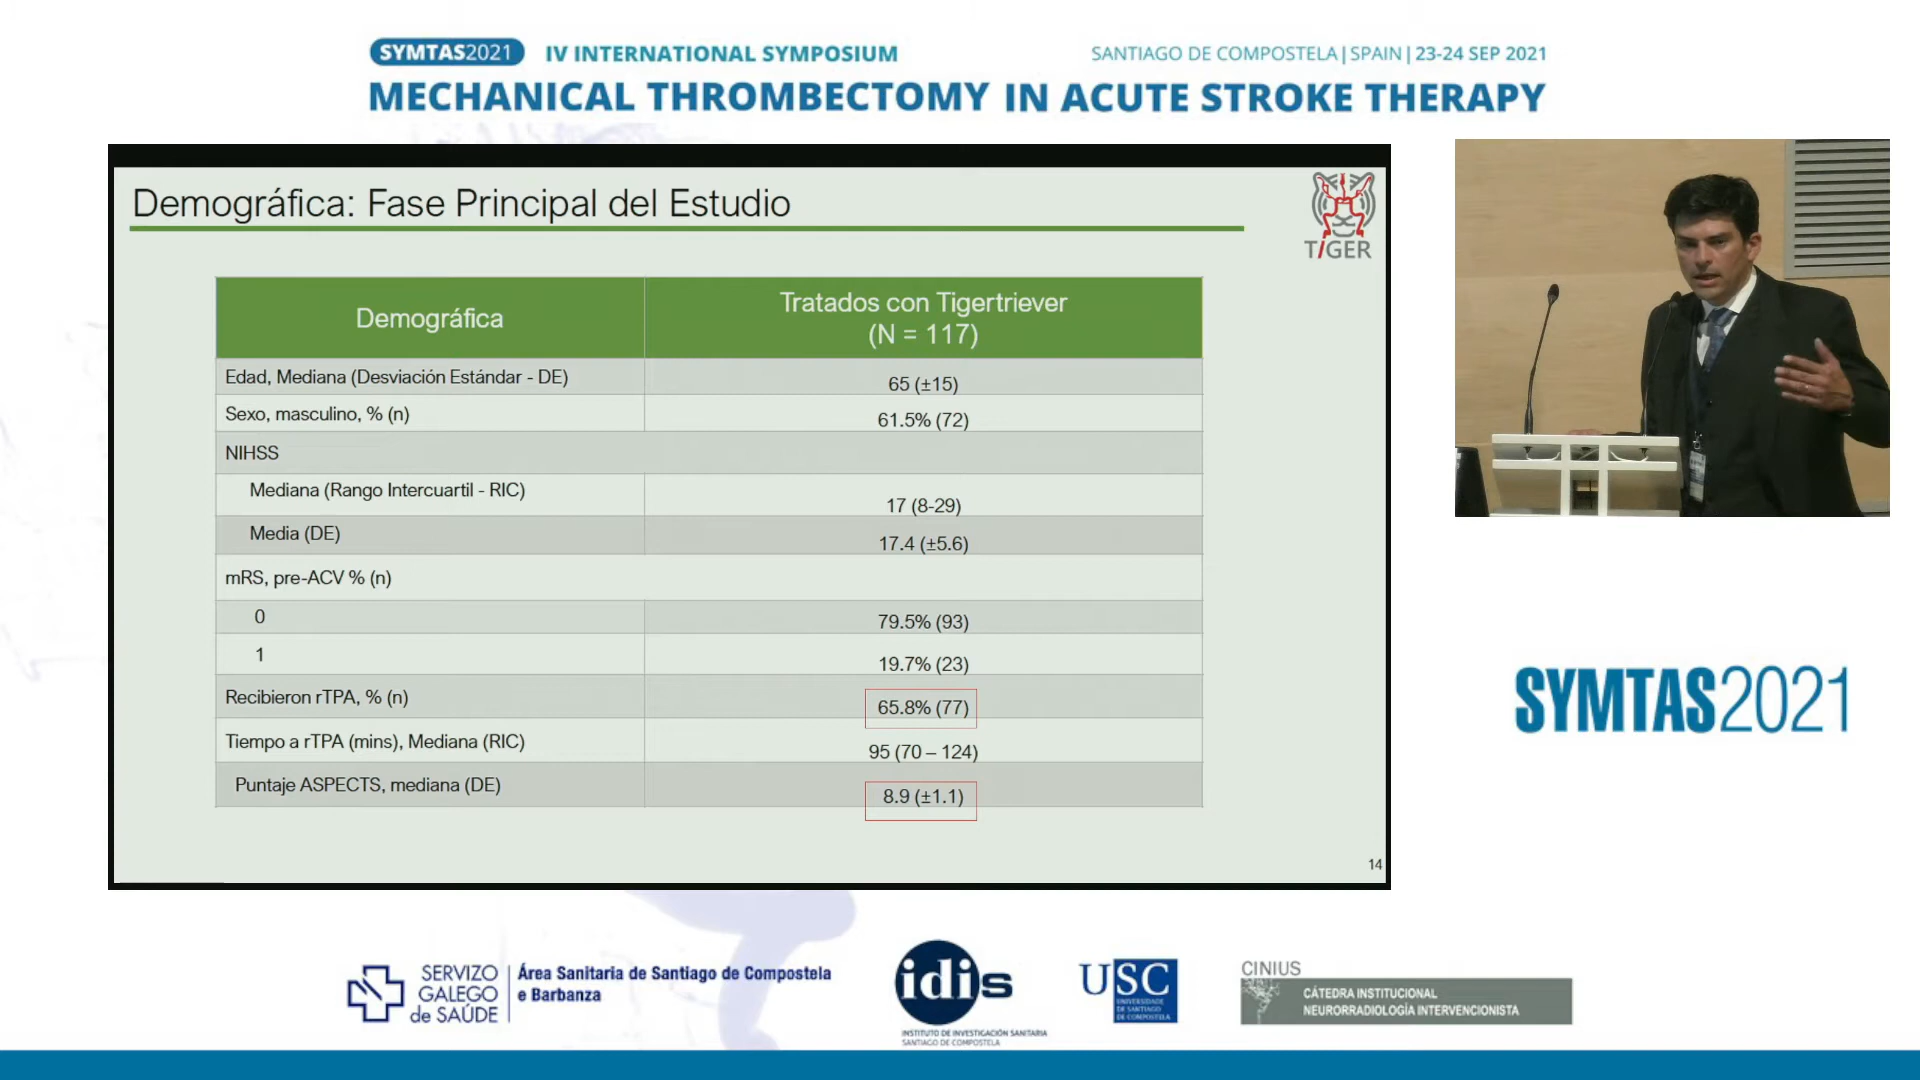 SYMTAS2021 IV INTERNATIONAL SYMPOSIUM SANTIAGO DE COMPOSTELA | SPAIN | 23-24 SEP 2021
MECHANICAL THROMBECTOMY IN ACUTE STROKE THERAPY
Demográfica: Fase Principal del Estudio
TiGER
Demográfica
Tratados con Tigertriever
(N = 117)
Edad, Mediana (Desviación Estándar - DE) 65 (±15)
Sexo, masculino, % (n) 61.5% (72)
NIHSS
Mediana (Rango Intercuartil - RIC) 17 (8-29)
Media (DE) 17.4 (±5.6)
mRS, pre-ACV % (n)
0 79.5% (93)
1 19.7% (23)
Recibieron rTPA, % (n) 65.8% (77)
Tiempo a rTPA (mins), Mediana (RIC) 95 (70 – 124)
Puntaje ASPECTS, mediana (DE) 8.9 (±1.1)
14
SYMTAS2021
SERVIZO
GALEGO
de SAÚDE
Área Sanitaria de Santiago de Compostela
e Barbanza
idis
INSTITUTO DE INVESTIGACIÓN SANITARIA
SANTIAGO DE COMPOSTELA
USC
UNIVERSIDADE
DE SANTIAGO
DE COMPOSTELA
CINIUS
CÁTEDRA INSTITUCIONAL
NEURORRADIOLOGÍA INTERVENCIONISTA